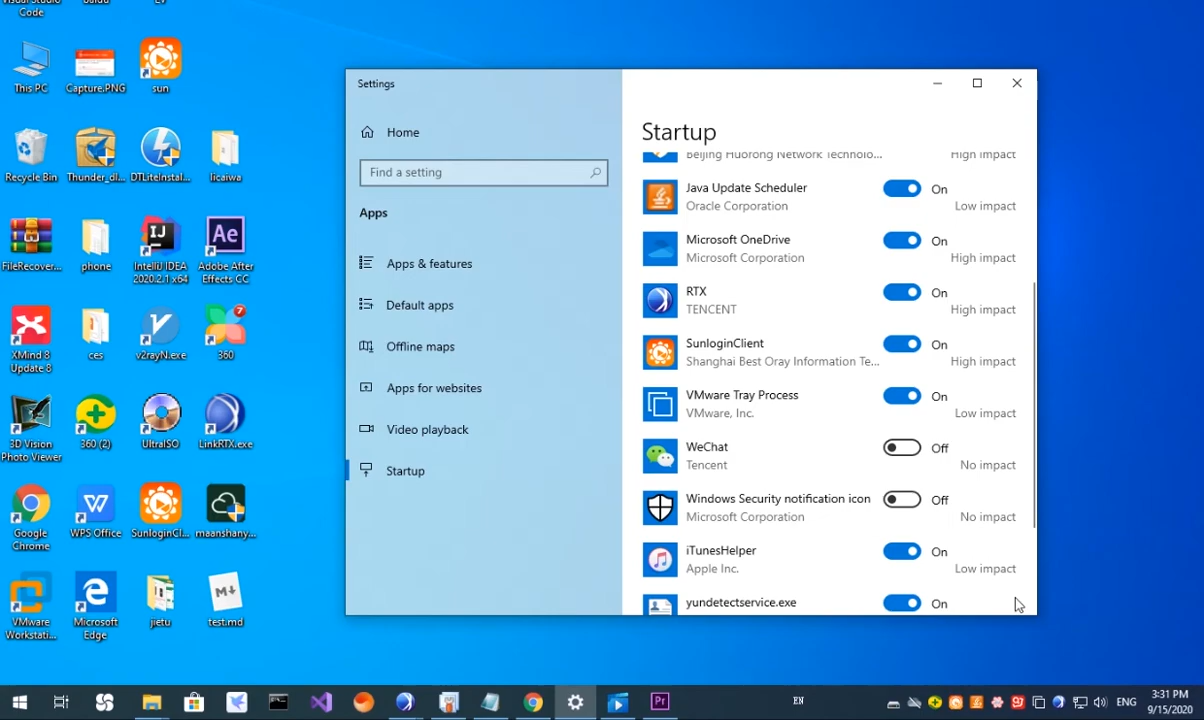 Visual Studio
Code
This PC
Capture.PNG
sun
Recycle Bin
Thunder_dl...
DTLiteInstal...
licaiwa
FileRecover...
phone
IntelliJ IDEA
2020.2.1 x64
Adobe After
Effects CC
XMind 8
Update 8
ces
v2rayN.exe
360
3D Vision
Photo Viewer
360 (2)
UltraISO
LinkRTX.exe
Google
Chrome
WPS Office
SunloginCl...
maanshany...
VMware
Workstati...
Microsoft
Edge
jietu
test.md
Settings
Home
Find a setting
Apps
Apps & features
Default apps
Offline maps
Apps for websites
Video playback
Startup
Startup
Beijing Huorong Network Technolo...
High impact
Java Update Scheduler
On
Oracle Corporation
Low impact
Microsoft OneDrive
On
Microsoft Corporation
High impact
RTX
On
TENCENT
High impact
SunloginClient
On
Shanghai Best Oray Information Te...
High impact
VMware Tray Process
On
VMware, Inc.
Low impact
WeChat
Off
Tencent
No impact
Windows Security notification icon
Off
Microsoft Corporation
No impact
iTunesHelper
On
Apple Inc.
Low impact
yundetectservice.exe
On
EN
ENG
3:31 PM
9/15/2020